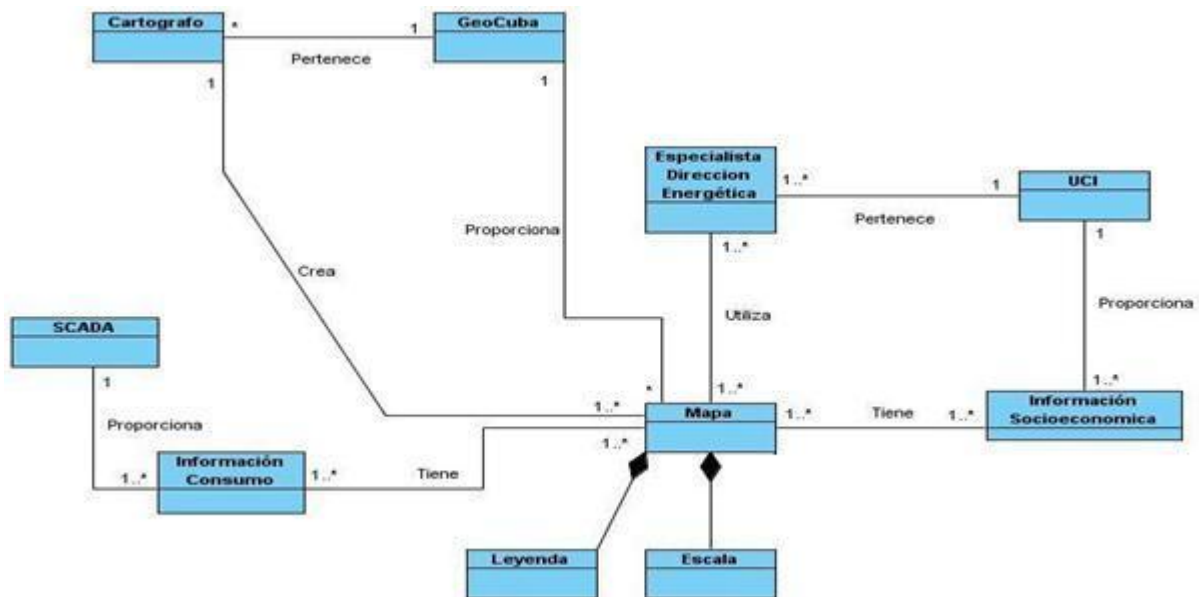 Cartografo
*
1
GeoCuba
Pertenece
1
1
Especialista
Direccion
Energética
1..*
1
UCI
Pertenece
1..*
1
Proporciona
Crea
Utiliza
Proporciona
SCADA
1
Proporciona
1..*
*
1..*
1..*
Mapa
1..*
Tiene
1..*
Información
Socioeconomica
1..*
Información
Consumo
1..*
1..*
Tiene
Leyenda
Escala